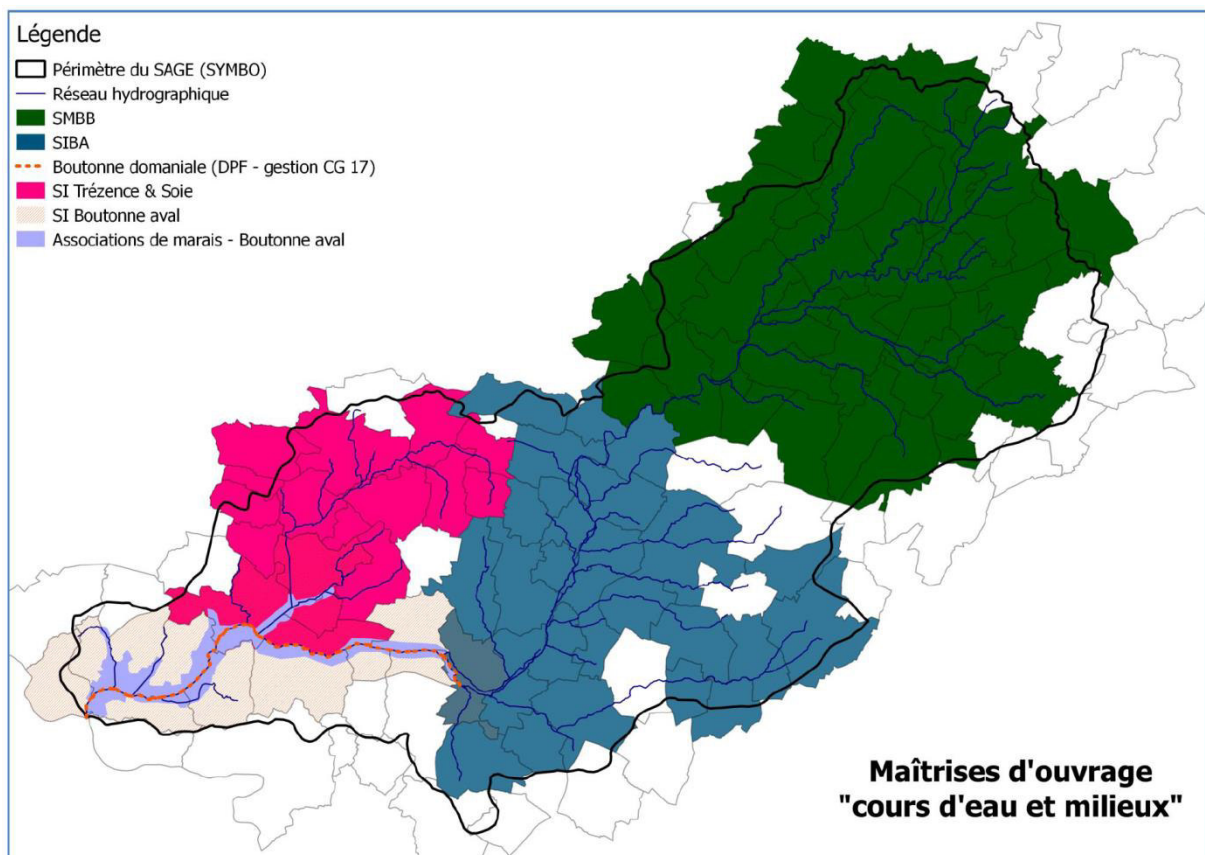 Légende
Périmètre du SAGE (SYMBO)
Réseau hydrographique
SMBB
SIBA
Boutonne domaniale (DPF - gestion CG 17)
SI Trézence & Soie
SI Boutonne aval
Associations de marais - Boutonne aval
Maîtrises d'ouvrage
"cours d'eau et milieux"